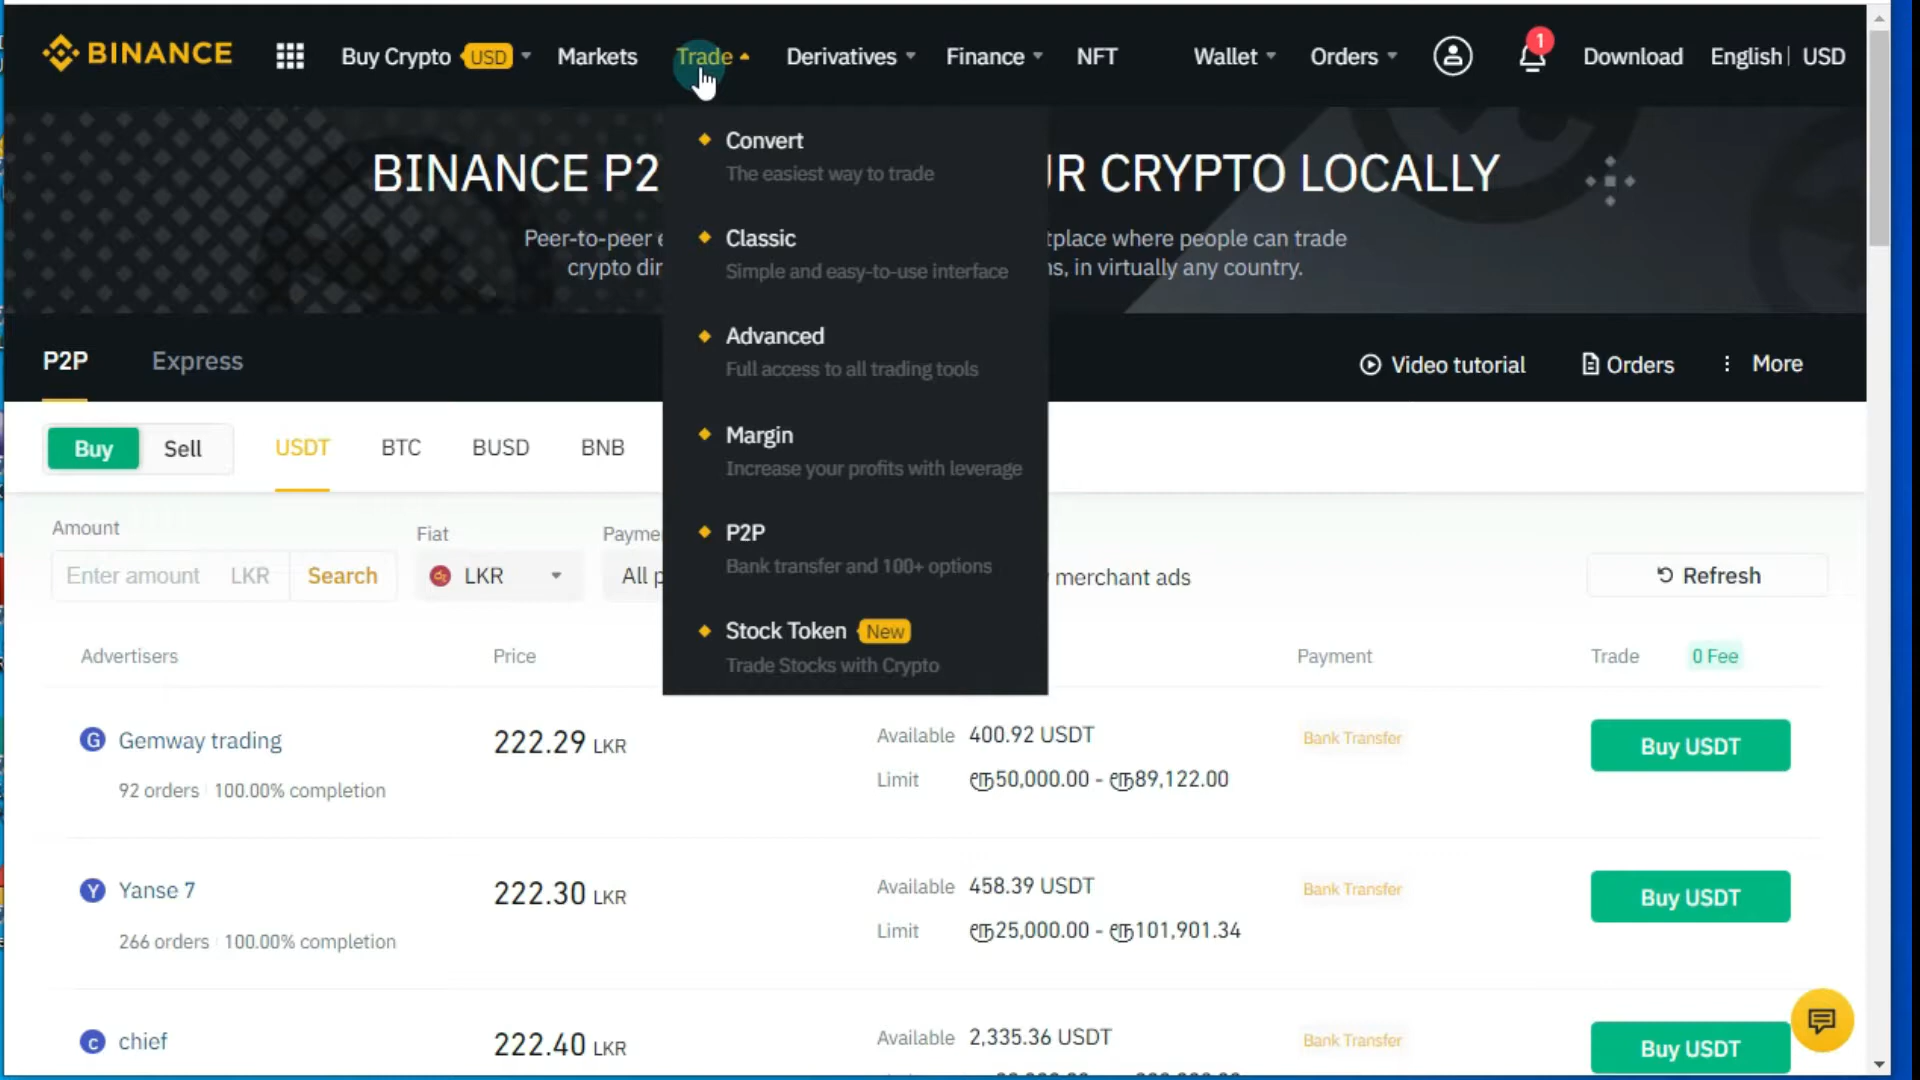 BINANCE
Buy Crypto USD
Markets
Trade
Derivatives
Finance
NFT
Wallet
Orders
1
Download
English
USD
Convert
The easiest way to trade
Classic
Simple and easy-to-use interface
Advanced
Full access to all trading tools
Margin
Increase your profits with leverage
P2P
Bank transfer and 100+ options
Stock Token New
Trade Stocks with Crypto
BINANCE P2 R CRYPTO LOCALLY
Peer-to-peer tplace where people can trade
crypto dir s, in virtually any country.
P2P
Express
Video tutorial
Orders
More
Buy
Sell
USDT
BTC
BUSD
BNB
Amount
Fiat
Payme
Enter amount LKR Search
LKR
All p
merchant ads
Refresh
Advertisers
Price
Payment
Trade 0 Fee
G Gemway trading
92 orders 100.00% completion
222.29 LKR
Available 400.92 USDT
Limit රු50,000.00 - රු89,122.00
Bank Transfer
Buy USDT
Y Yanse 7
266 orders 100.00% completion
222.30 LKR
Available 458.39 USDT
Limit රු25,000.00 - රු101,901.34
Bank Transfer
Buy USDT
c chief
222.40 LKR
Available 2,335.36 USDT
Bank Transfer
Buy USDT